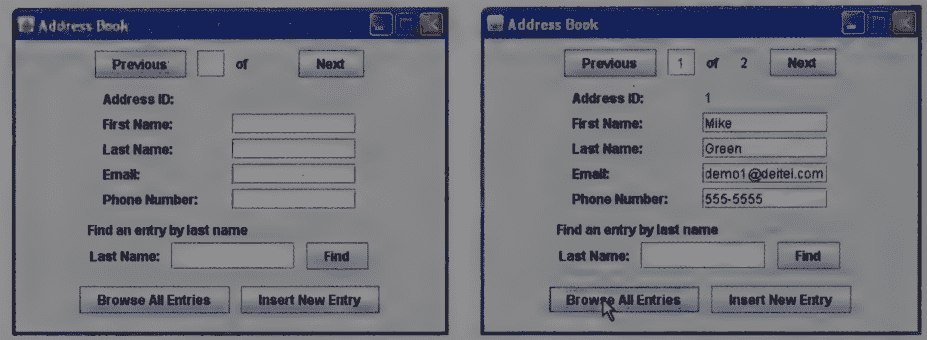 Address Book
Previous of Next
Address ID:
First Name:
Last Name:
Email:
Phone Number:
Find an entry by last name
Last Name: Find
Browse All Entries Insert New Entry
Address Book
Previous 1 of 2 Next
Address ID: 1
First Name: Mike
Last Name: Green
Email: demo1@deitel.com
Phone Number: 555-5555
Find an entry by last name
Last Name: Find
Browse All Entries Insert New Entry